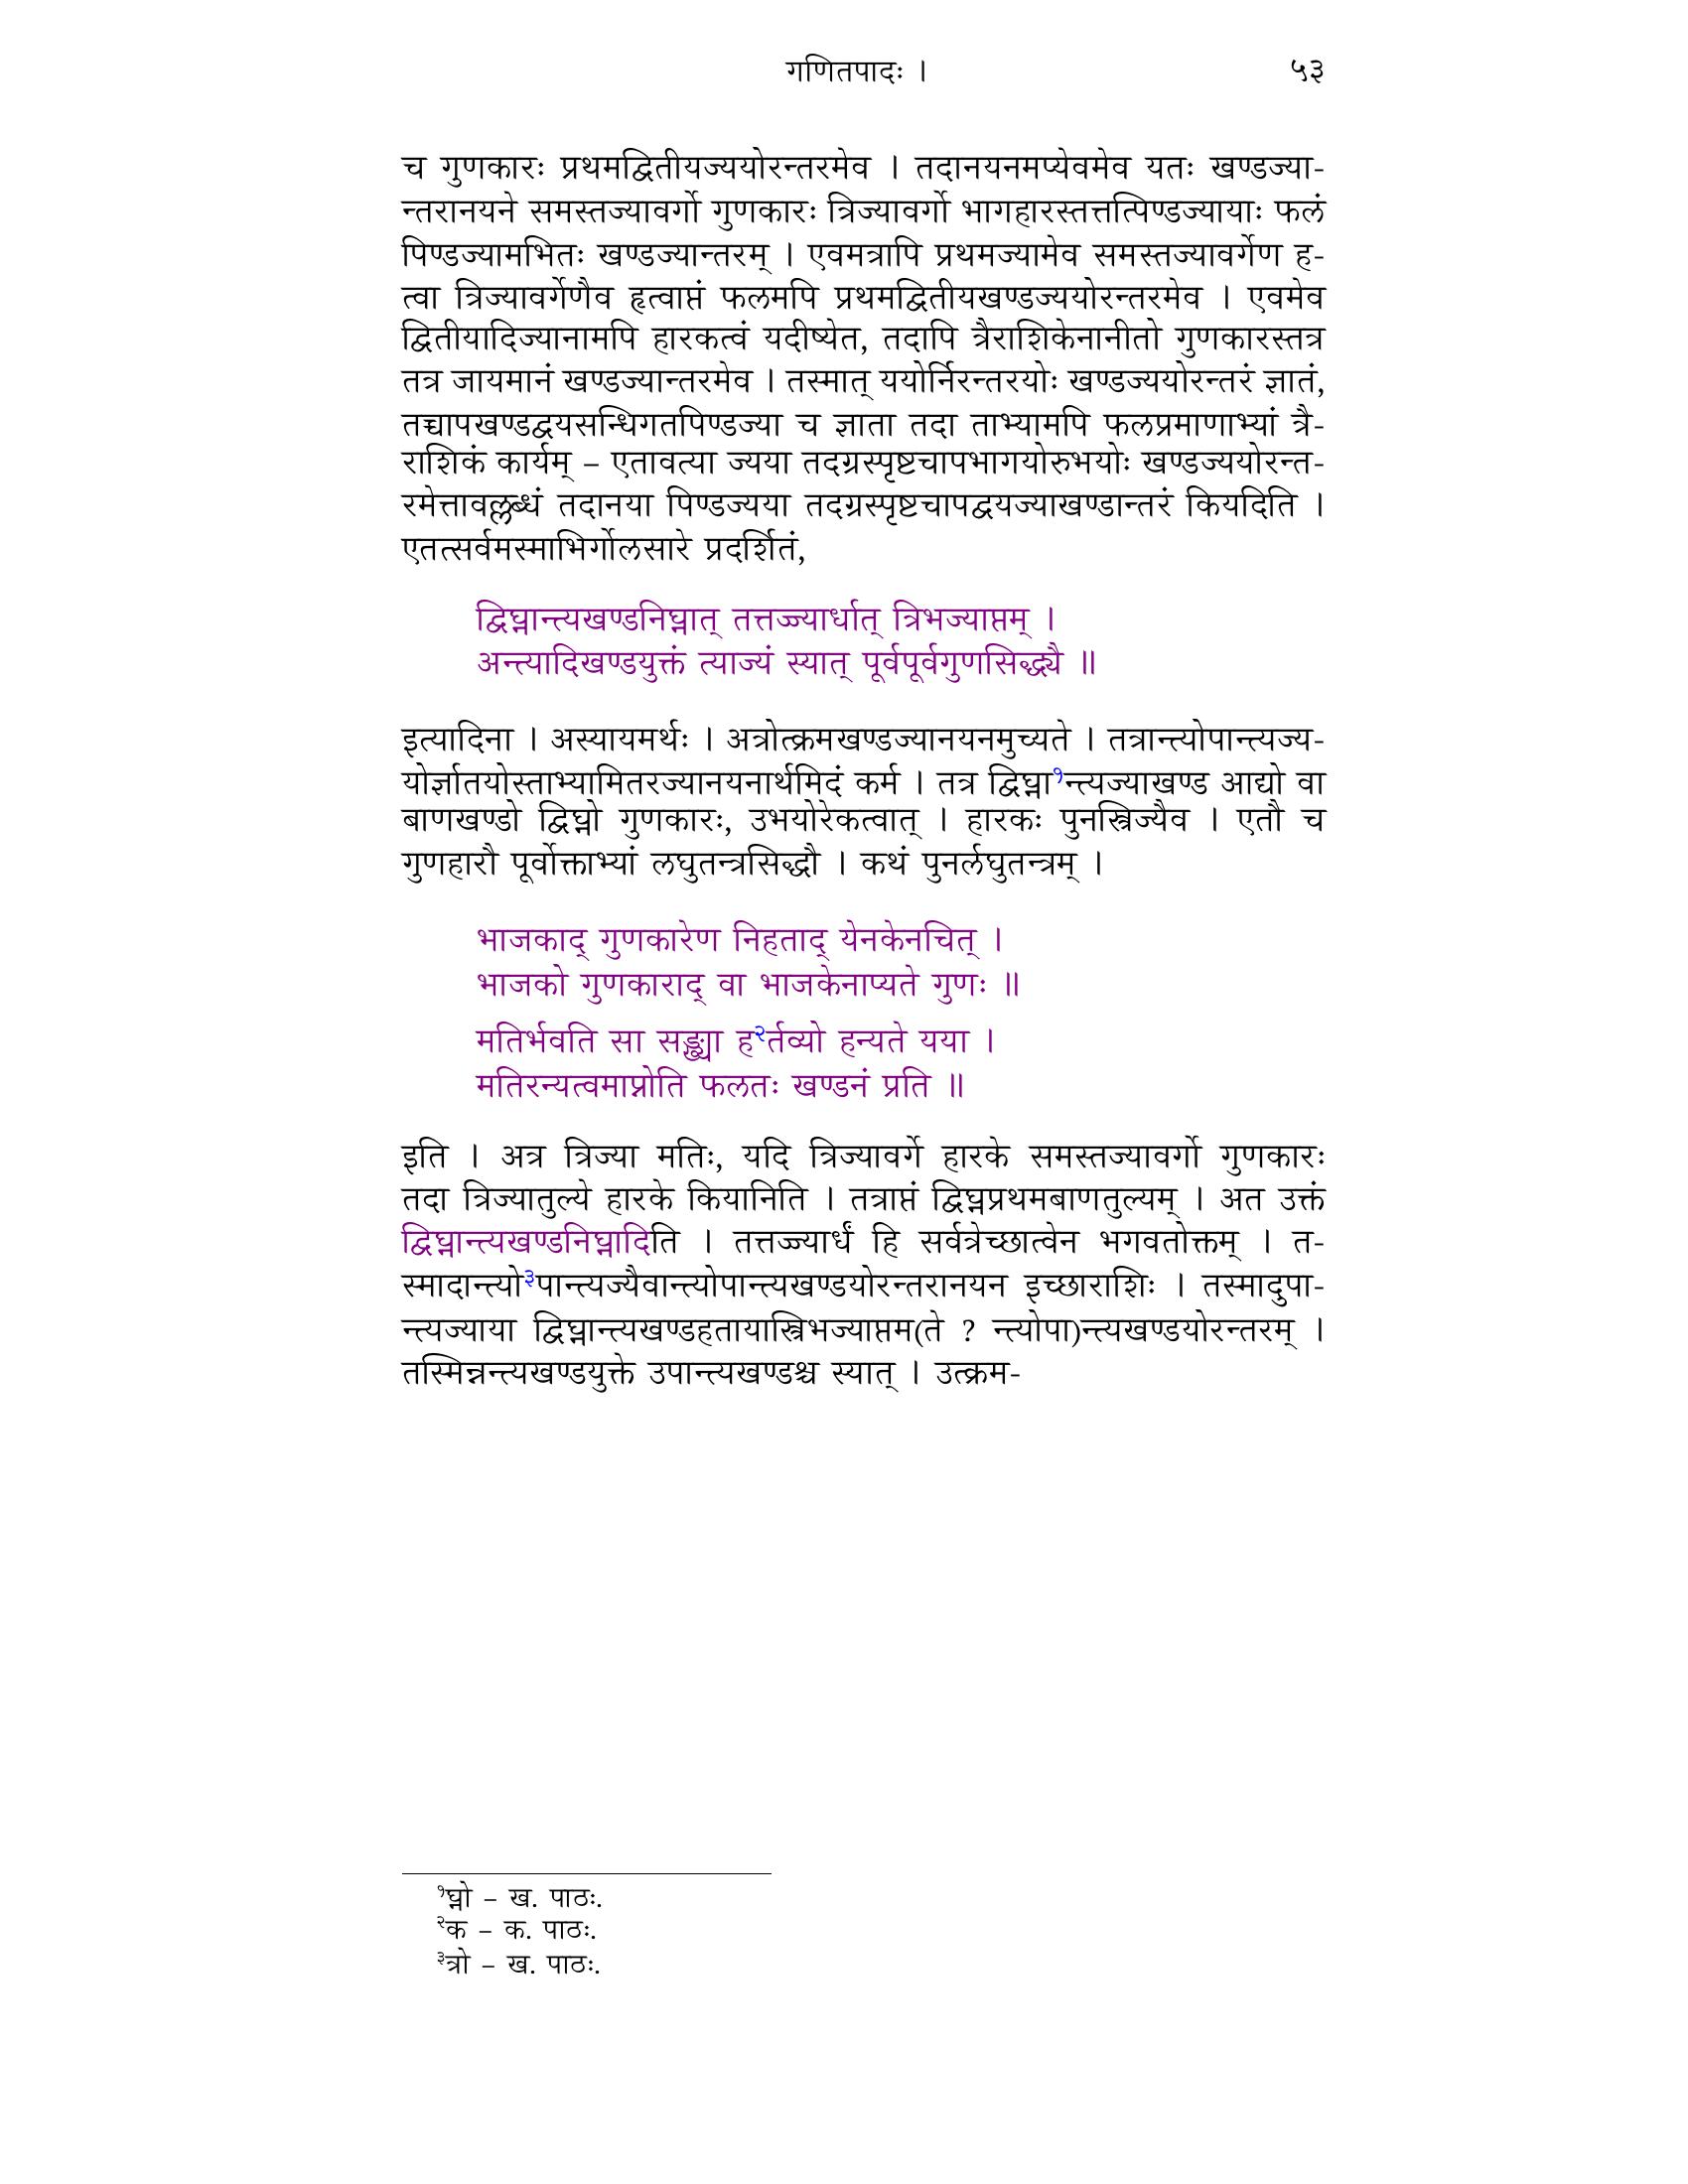 गणितपादः ।
५३
च गुणकारः प्रथमद्वितीयज्ययोरन्तरमेव । तदानयनमप्येवमेव यतः खण्डज्या-
न्तरानयने समस्तज्यावर्गो गुणकारः त्रिज्यावर्गो भागहारस्तत्तत्पिण्डज्यायाः फलं
पिण्डज्यामभितः खण्डज्यान्तरम् । एवमत्रापि प्रथमज्यामेव समस्तज्यावर्गेण ह-
त्वा त्रिज्यावर्गेणैव हृत्वाप्तं फलमपि प्रथमद्वितीयखण्डज्ययोरन्तरमेव । एवमेव
द्वितीयादिज्यानामपि हारकत्वं यदीष्येत, तदापि त्रैराशिकेनानीतो गुणकारस्तत्र
तत्र जायमानं खण्डज्यान्तरमेव । तस्मात् ययोर्निरन्तरयोः खण्डज्ययोरन्तरं ज्ञातं,
तच्चापखण्डद्वयसन्धिगतपिण्डज्या च ज्ञाता तदा ताभ्यामपि फलप्रमाणाभ्यां त्रै-
राशिकं कार्यम् – एतावत्या ज्यया तदग्रस्पृष्टचापभागयोरुभयोः खण्डज्ययोरन्त-
रमेत्तावल्लब्धं तदानया पिण्डज्यया तदग्रस्पृष्टचापद्वयज्याखण्डान्तरं कियदिति ।
एतत्सर्वमस्माभिर्गोलसारे प्रदर्शितं,
द्विघ्नान्त्यखण्डनिघ्नात् तत्तज्ज्यार्धात् त्रिभज्याप्तम् ।
अन्त्यादिखण्डयुक्तं त्याज्यं स्यात् पूर्वपूर्वगुणसिद्ध्यै ॥
इत्यादिना । अस्यायमर्थः । अत्रोत्क्रमखण्डज्यानयनमुच्यते । तत्रान्त्योपान्त्यज्य-
योर्ज्ञातयोस्ताभ्यामितरज्यानयनार्थमिदं कर्म । तत्र द्विघ्ना१न्त्यज्याखण्ड आद्यो वा
बाणखण्डो द्विघ्नो गुणकारः, उभयोरेकत्वात् । हारकः पुनस्त्रिज्यैव । एतौ च
गुणहारौ पूर्वोक्ताभ्यां लघुतन्त्रसिद्धौ । कथं पुनर्लघुतन्त्रम् ।
भाजकाद् गुणकारेण निहताद् येनकेनचित् ।
भाजको गुणकाराद् वा भाजकेनाप्यते गुणः ॥
मतिर्भवति सा सङ्ख्या ह२र्तव्यो हन्यते यया ।
मतिरन्यत्वमाप्नोति फलतः खण्डनं प्रति ॥
इति । अत्र त्रिज्या मतिः, यदि त्रिज्यावर्गे हारके समस्तज्यावर्गो गुणकारः
तदा त्रिज्यातुल्ये हारके कियानिति । तत्राप्तं द्विघ्नप्रथमबाणतुल्यम् । अत उक्तं
द्विघ्नान्त्यखण्डनिघ्नादिति । तत्तज्ज्यार्धं हि सर्वत्रेच्छात्वेन भगवतोक्तम् । त-
स्मादान्त्यो३पान्त्यज्यैवान्त्योपान्त्यखण्डयोरन्तरानयन इच्छाराशिः । तस्मादुपा-
न्त्यज्याया द्विघ्नान्त्यखण्डहतायास्त्रिभज्याप्तम(ते ? न्त्योपा)न्त्यखण्डयोरन्तरम् ।
तस्मिन्नन्त्यखण्डयुक्ते उपान्त्यखण्डश्च स्यात् । उत्क्रम-
१घ्नो – ख. पाठः.
२क – क. पाठः.
३त्रो – ख. पाठः.